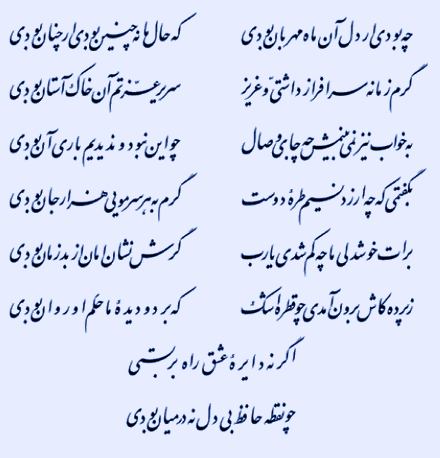 چه بودی ار دل آن ماه مهربان بودی که حال ما نه چنین بودی ار چنان بودی
گرم زمانه سرافراز داشتی و عزیز سریر عزّتم آن خاک آستان بودی
به خواب نیز نمی بینمش چه جای وصال چو این نبود و ندیدیم باری آن بودی
بگفتمی که چه ارزد نسیم طرهٔ دوست گرم به هر سر مویی هزار جان بودی
برات خوشدلی ما چه کم شدی یارب گرش نشان امان از بد زمان بودی
ز پرده کاش برون آمدی چو قطرهٔ اشک که بر دو دیدهٔ ما حکم او روان بودی
اگر نه دایرهٔ عشق راه بربستی
چو نقطه حافظ بی دل نه در میان بودی